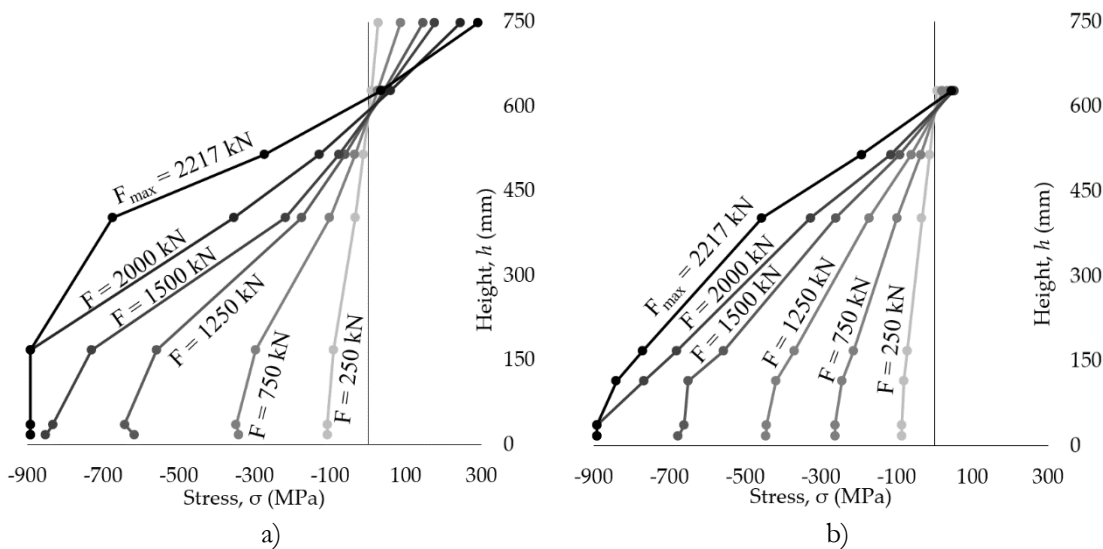 750
600
450
300
150
0
Height, h (mm)
F max = 2217 kN
F = 2000 kN
F = 1500 kN
F = 1250 kN
F = 750 kN
F = 250 kN
-900 -700 -500 -300 -100 100 300
Stress, σ (MPa)
a)
750
600
450
300
150
0
Height, h (mm)
F max = 2217 kN
F = 2000 kN
F = 1500 kN
F = 1250 kN
F = 750 kN
F = 250 kN
-900 -700 -500 -300 -100 100 300
Stress, σ (MPa)
b)